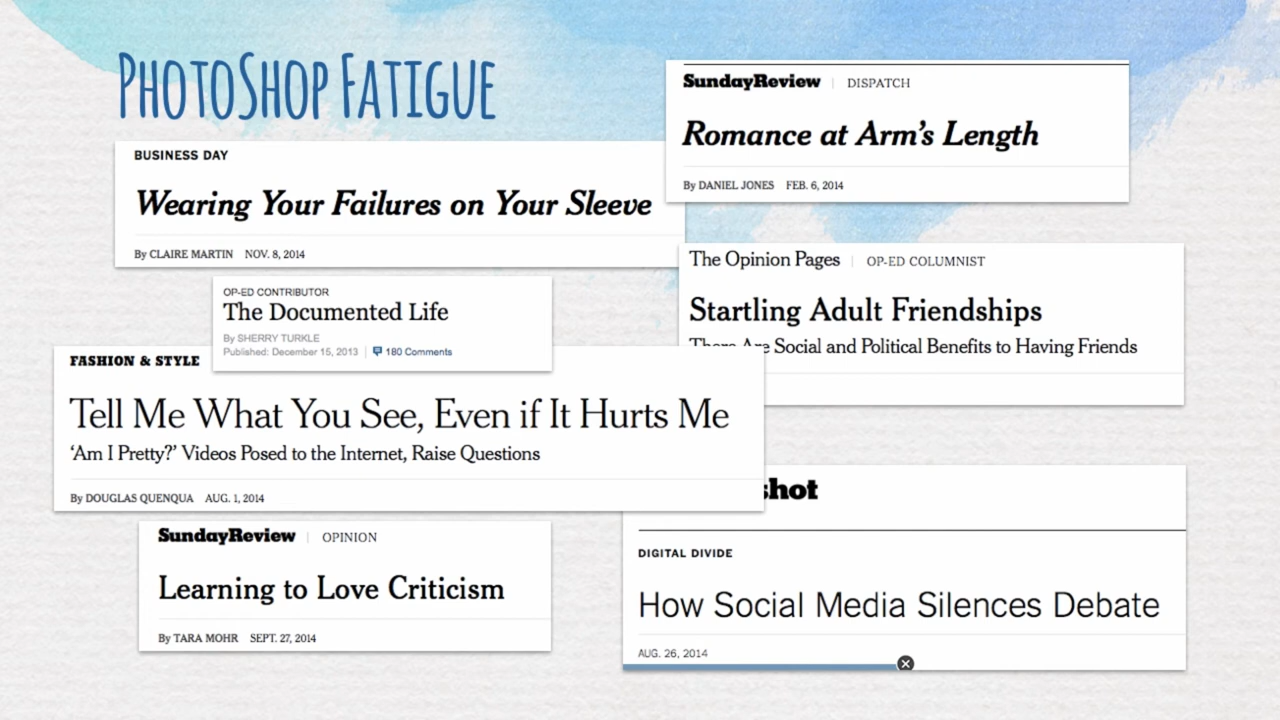 PhotoShop Fatigue
BUSINESS DAY
Wearing Your Failures on Your Sleeve
By CLAIRE MARTIN NOV. 8, 2014
SundayReview | DISPATCH
Romance at Arm's Length
By DANIEL JONES FEB. 6, 2014
OP-ED CONTRIBUTOR
The Documented Life
By SHERRY TURKLE
Published: December 15, 2013 | 180 Comments
The Opinion Pages | OP-ED COLUMNIST
Startling Adult Friendships
There Are Social and Political Benefits to Having Friends
FASHION & STYLE
Tell Me What You See, Even if It Hurts Me
‘Am I Pretty?’ Videos Posed to the Internet, Raise Questions
By DOUGLAS QUENQUA AUG. 1, 2014
SundayReview | OPINION
Learning to Love Criticism
By TARA MOHR SEPT. 27, 2014
shot
DIGITAL DIVIDE
How Social Media Silences Debate
AUG. 26, 2014